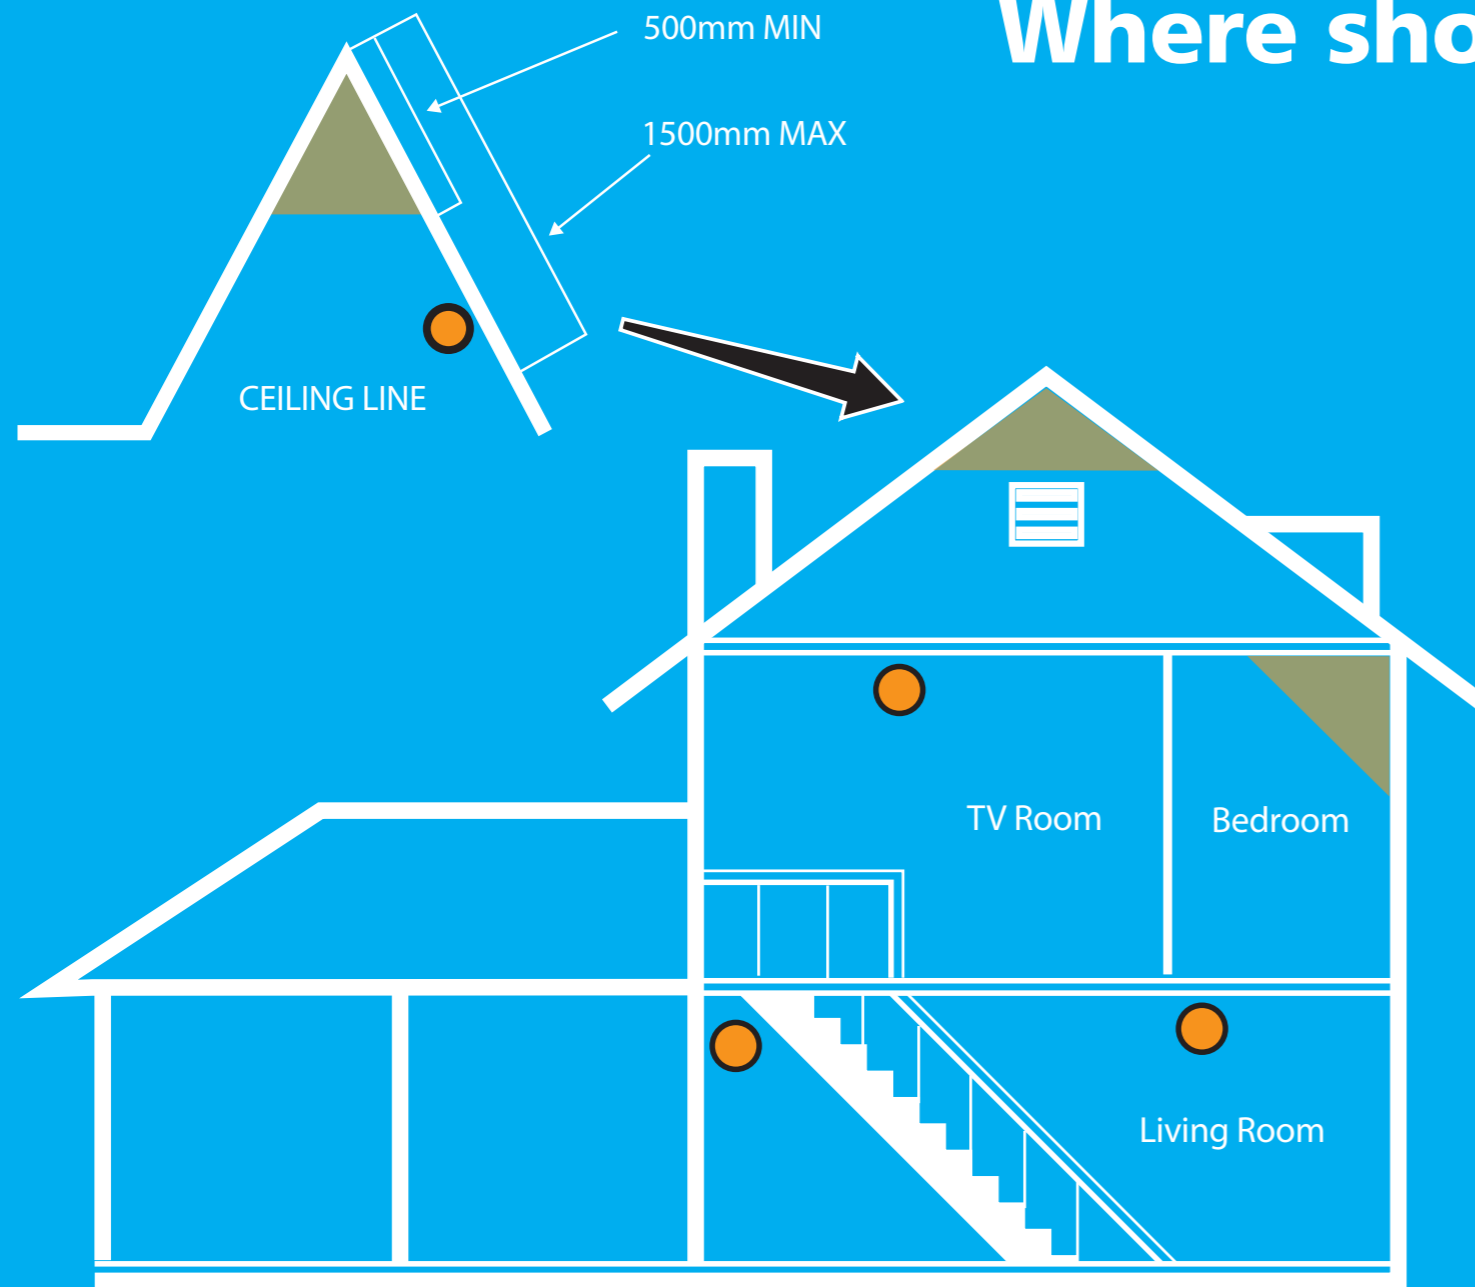 Where sho
500mm MIN
1500mm MAX
CEILING LINE
TV Room
Bedroom
Living Room